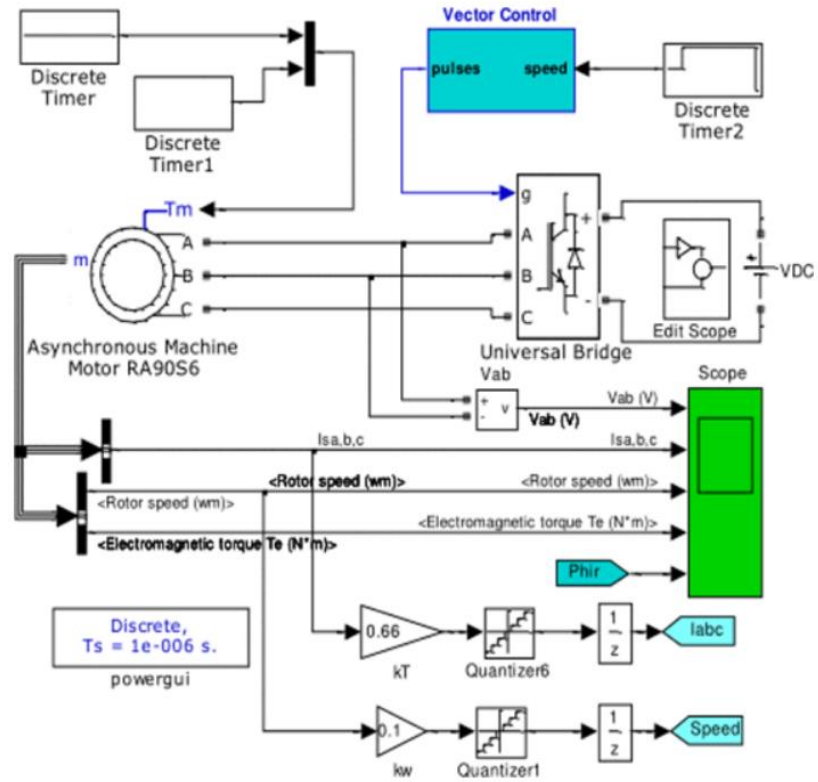 Vector Control
pulses
speed
Discrete
Timer
Discrete
Timer1
Discrete
Timer2
Tm
m
A
B
C
g
A
B
C
+
-
+
VDC
Edit Scope
Asynchronous Machine
Motor RA90S6
Universal Bridge
Vab
Scope
+
-
v
Vab (V)
Vab (V)
Isa,b,c
Isa,b,c
<Rotor speed (wm)>
<Rotor speed (wm)>
<Rotor speed (wm)>
<Electromagnetic torque Te (N*m)>
<Electromagnetic torque Te (N*m)>
Phir
Discrete,
Ts = 1e-006 s.
powergui
0.66
kT
Quantizer6
1
z
Iabc
0.1
kw
Quantizer1
1
z
Speed